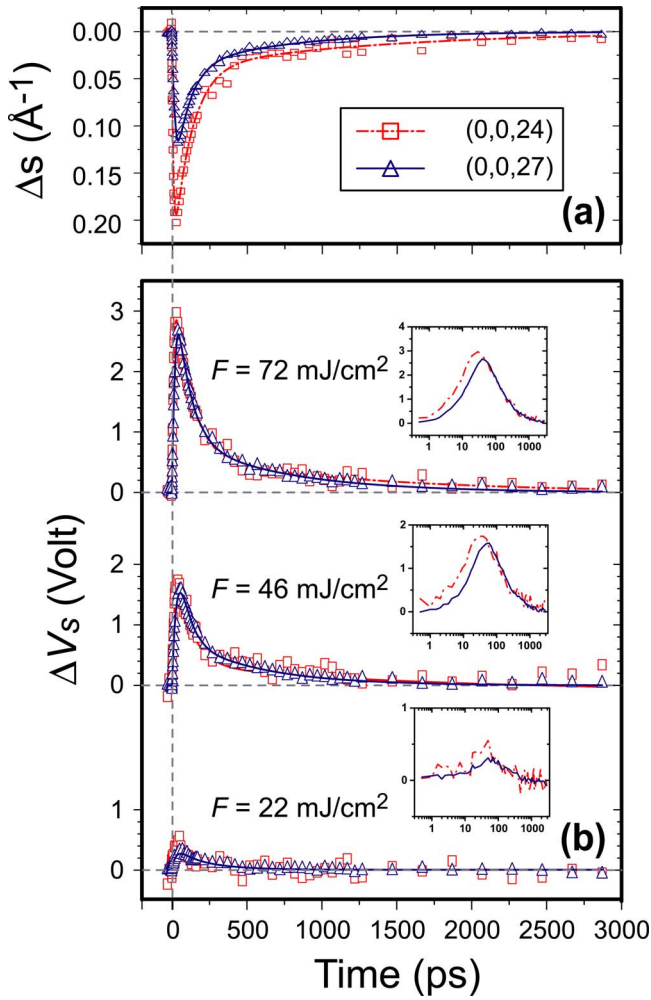 0.00
0.05
0.10
0.15
0.20
Δs (Å-1)
(0,0,24)
(0,0,27)
(a)
3
2
1
0
F = 72 mJ/cm2
4
3
2
1
0
1 10 100 1000
2
1
0
F = 46 mJ/cm2
2
1
0
1 10 100 1000
ΔVs (Volt)
1
0
F = 22 mJ/cm2
1
0
1 10 100 1000
(b)
0 500 1000 1500 2000 2500 3000
Time (ps)